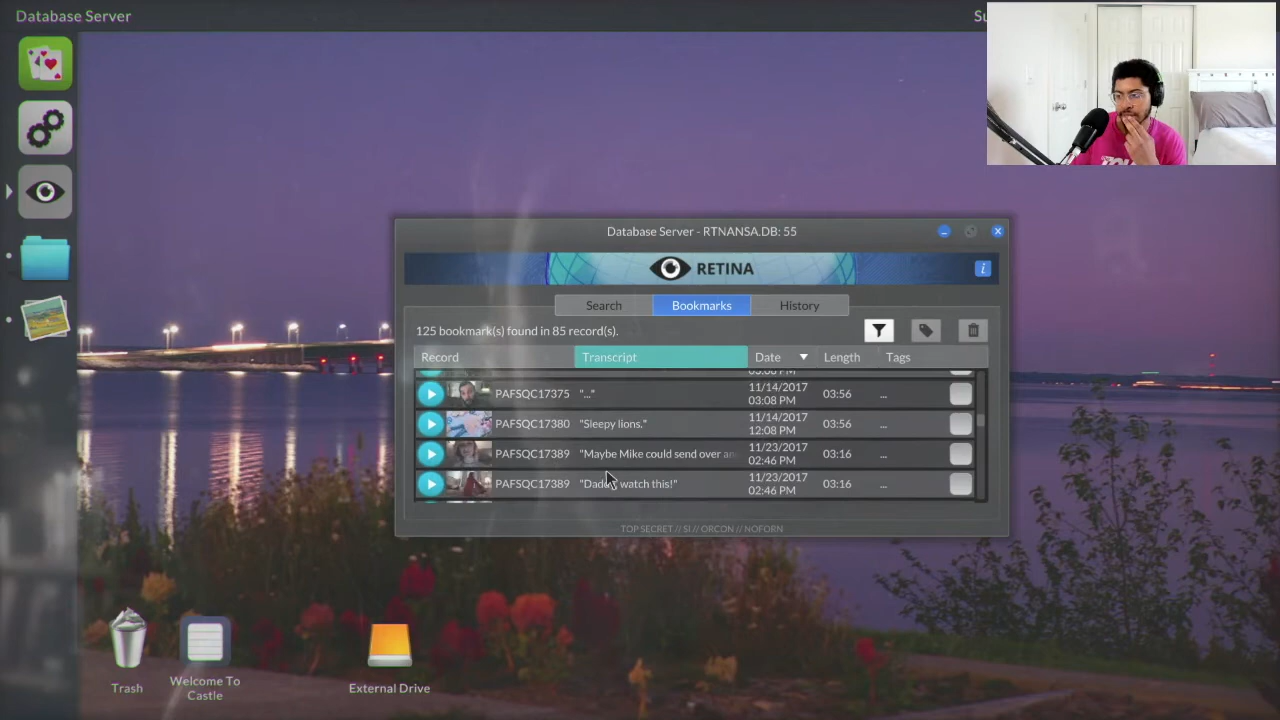 Database Server
Su
Database Server - RTNANSA.DB: 55
RETINA
i
Search
Bookmarks
History
125 bookmark(s) found in 85 record(s).
Record
Transcript
Date
Length
Tags
PAFSQC17375 "..." 11/14/2017 03:08 PM 03:56 ...
PAFSQC17380 "Sleepy lions." 11/14/2017 12:08 PM 03:56 ...
PAFSQC17389 "Maybe Mike could send over an 11/23/2017 02:46 PM 03:16 ...
PAFSQC17389 "Daddy watch this!" 11/23/2017 02:46 PM 03:16 ...
TOP SECRET // SI // ORCON // NOFORN
Trash
Welcome To
Castle
External Drive